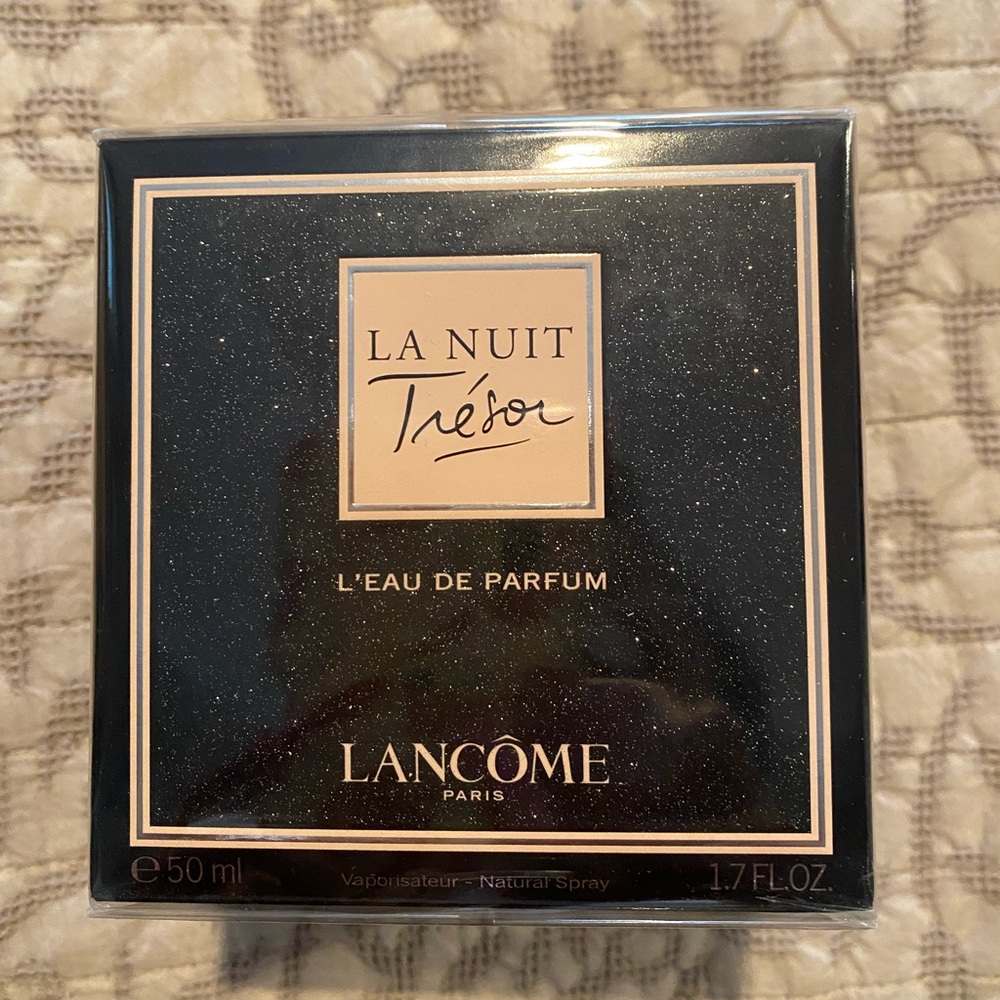 LA NUIT
Trésor
L'EAU DE PARFUM
LANCÔME
PARIS
℮ 50 ml Vaporisateur - Natural Spray 1.7 FL.OZ.